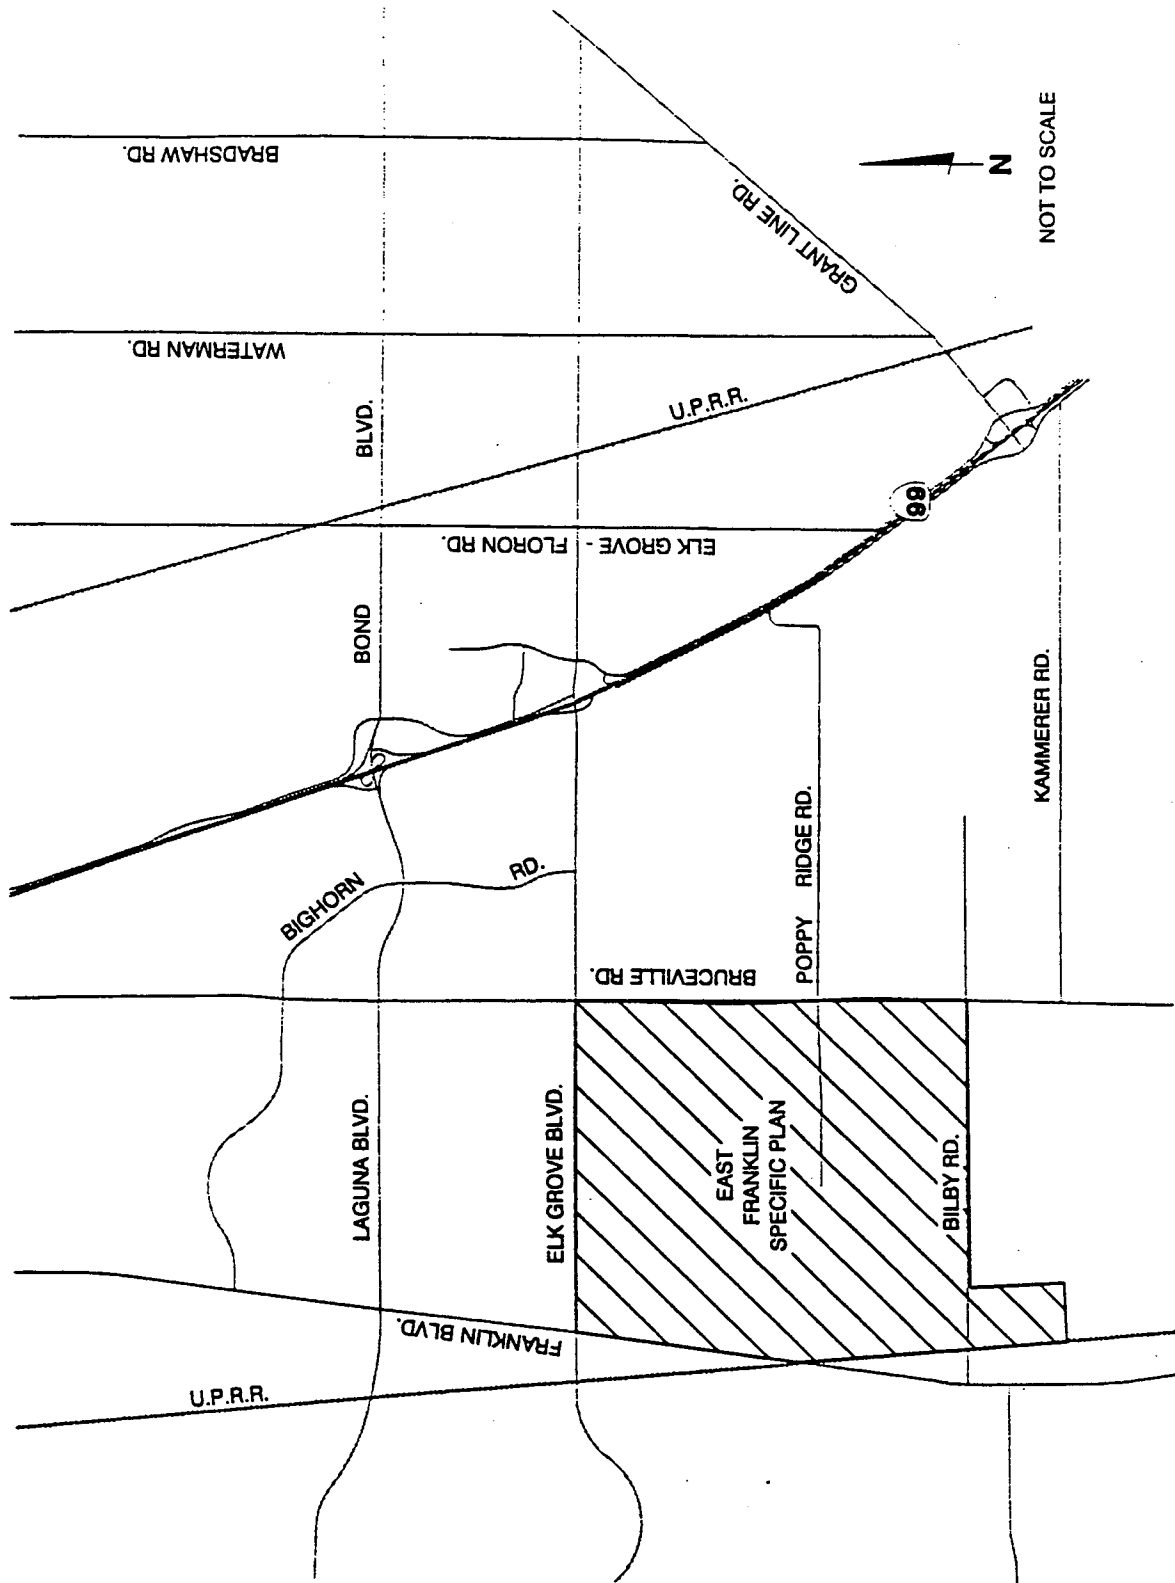 BRADSHAW RD.
WATERMAN RD.
GRANT LINE RD.
N
NOT TO SCALE
U.P.R.R.
BOND BLVD.
ELK GROVE - FLORON RD.
99
BIGHORN RD.
BRUCEVILLE RD.
POPPY RIDGE RD.
KAMMERER RD.
LAGUNA BLVD.
ELK GROVE BLVD.
EAST
FRANKLIN
SPECIFIC PLAN
BILBY RD.
FRANKLIN BLVD.
U.P.R.R.